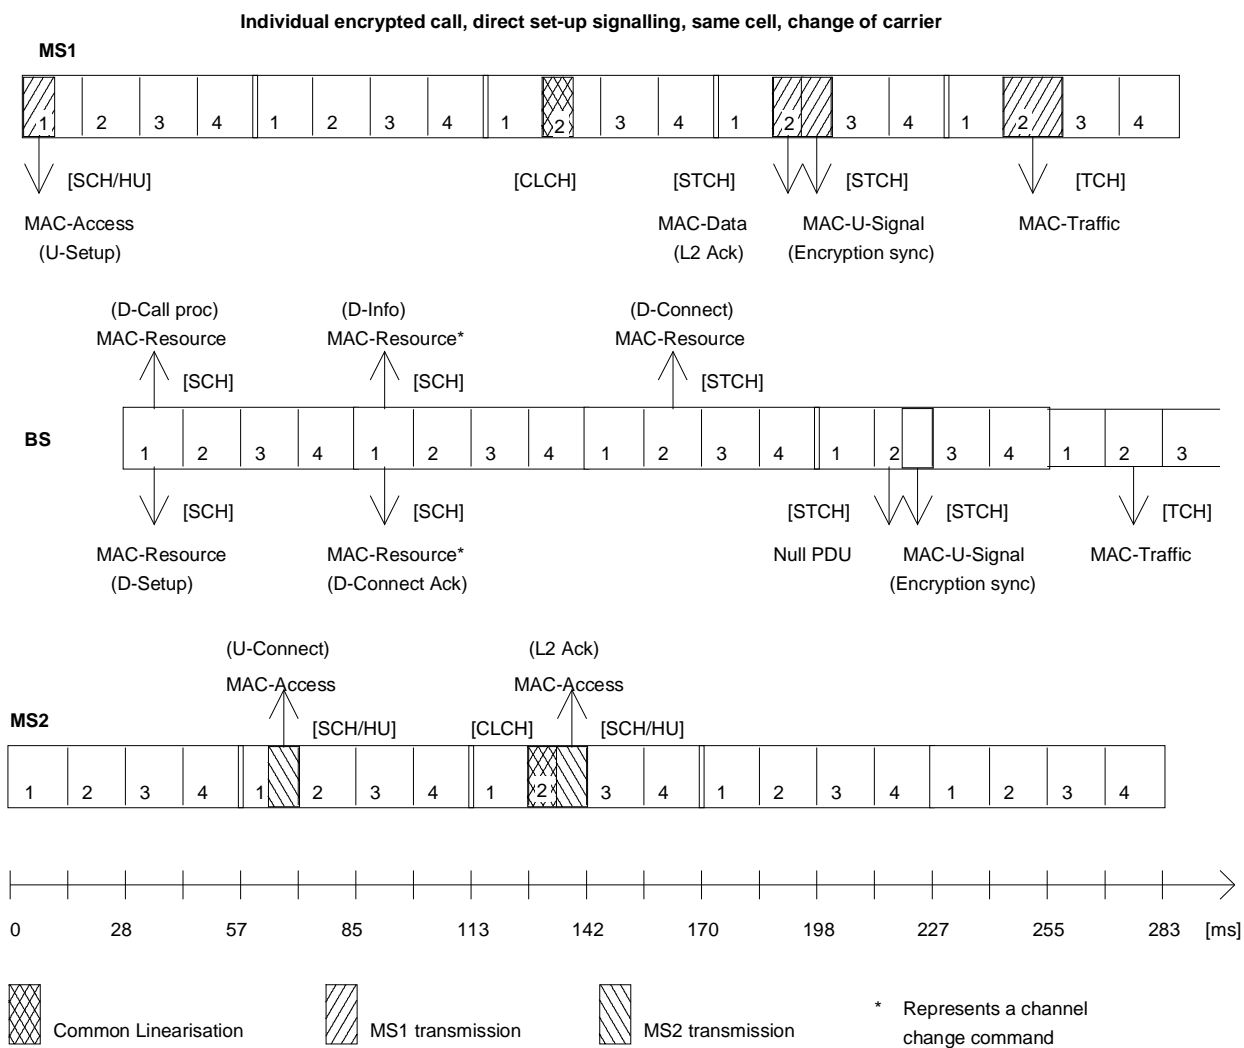 Individual encrypted call, direct set-up signalling, same cell, change of carrier
MS1
1 2 3 4 1 2 3 4 1 2 3 4 1 2 3 4 1 2 3 4
[SCH/HU] [CLCH] [STCH] [STCH] [TCH]
MAC-Access MAC-Data MAC-U-Signal MAC-Traffic
(U-Setup) (L2 Ack) (Encryption sync)
(D-Call proc) (D-Info) (D-Connect)
MAC-Resource MAC-Resource* MAC-Resource
[SCH] [SCH] [STCH]
BS
1 2 3 4 1 2 3 4 1 2 3 4 1 2 3 4 1 2 3
[SCH] [SCH] [STCH] [STCH] [TCH]
MAC-Resource MAC-Resource* Null PDU MAC-U-Signal MAC-Traffic
(D-Setup) (D-Connect Ack) (Encryption sync)
(U-Connect) (L2 Ack)
MAC-Access MAC-Access
MS2
[SCH/HU] [CLCH] [SCH/HU]
1 2 3 4 1 2 3 4 1 2 3 4 1 2 3 4 1 2 3 4
0 28 57 85 113 142 170 198 227 255 283 [ms]
Common Linearisation MS1 transmission MS2 transmission * Represents a channel
change command